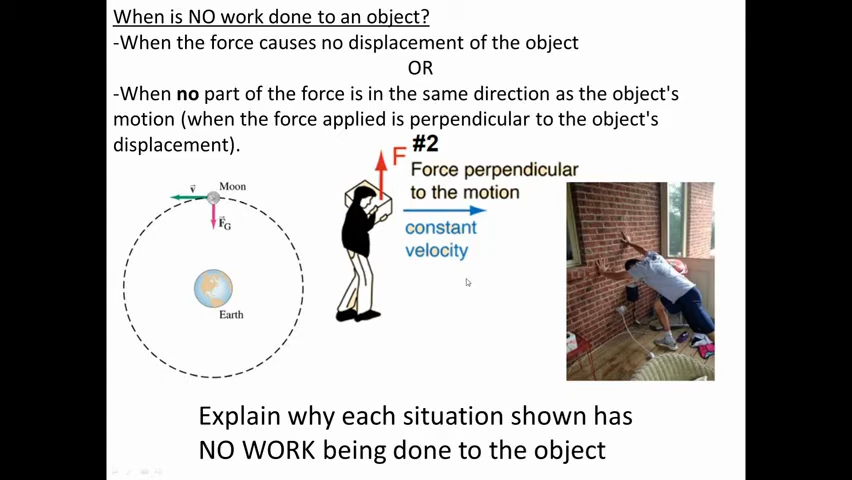 When is NO work done to an object?
-When the force causes no displacement of the object
OR
-When no part of the force is in the same direction as the object's
motion (when the force applied is perpendicular to the object's
displacement).
#2
F
Force perpendicular
to the motion
constant
velocity
v
Moon
FG
Earth
Explain why each situation shown has
NO WORK being done to the object